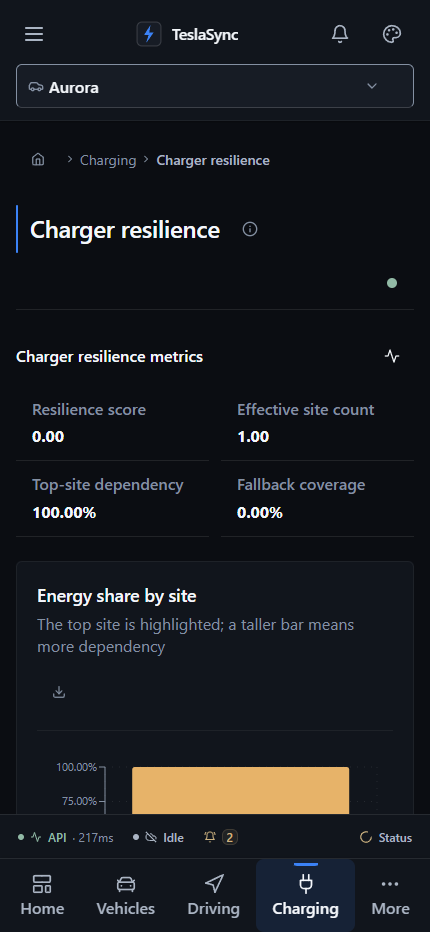 TeslaSync
Aurora
Charging
Charger resilience
Charger resilience
Charger resilience metrics
Resilience score
0.00
Effective site count
1.00
Top-site dependency
100.00%
Fallback coverage
0.00%
Energy share by site
The top site is highlighted; a taller bar means
more dependency
100.00%
75.00%
API · 217ms
Idle
2
Status
Home
Vehicles
Driving
Charging
More